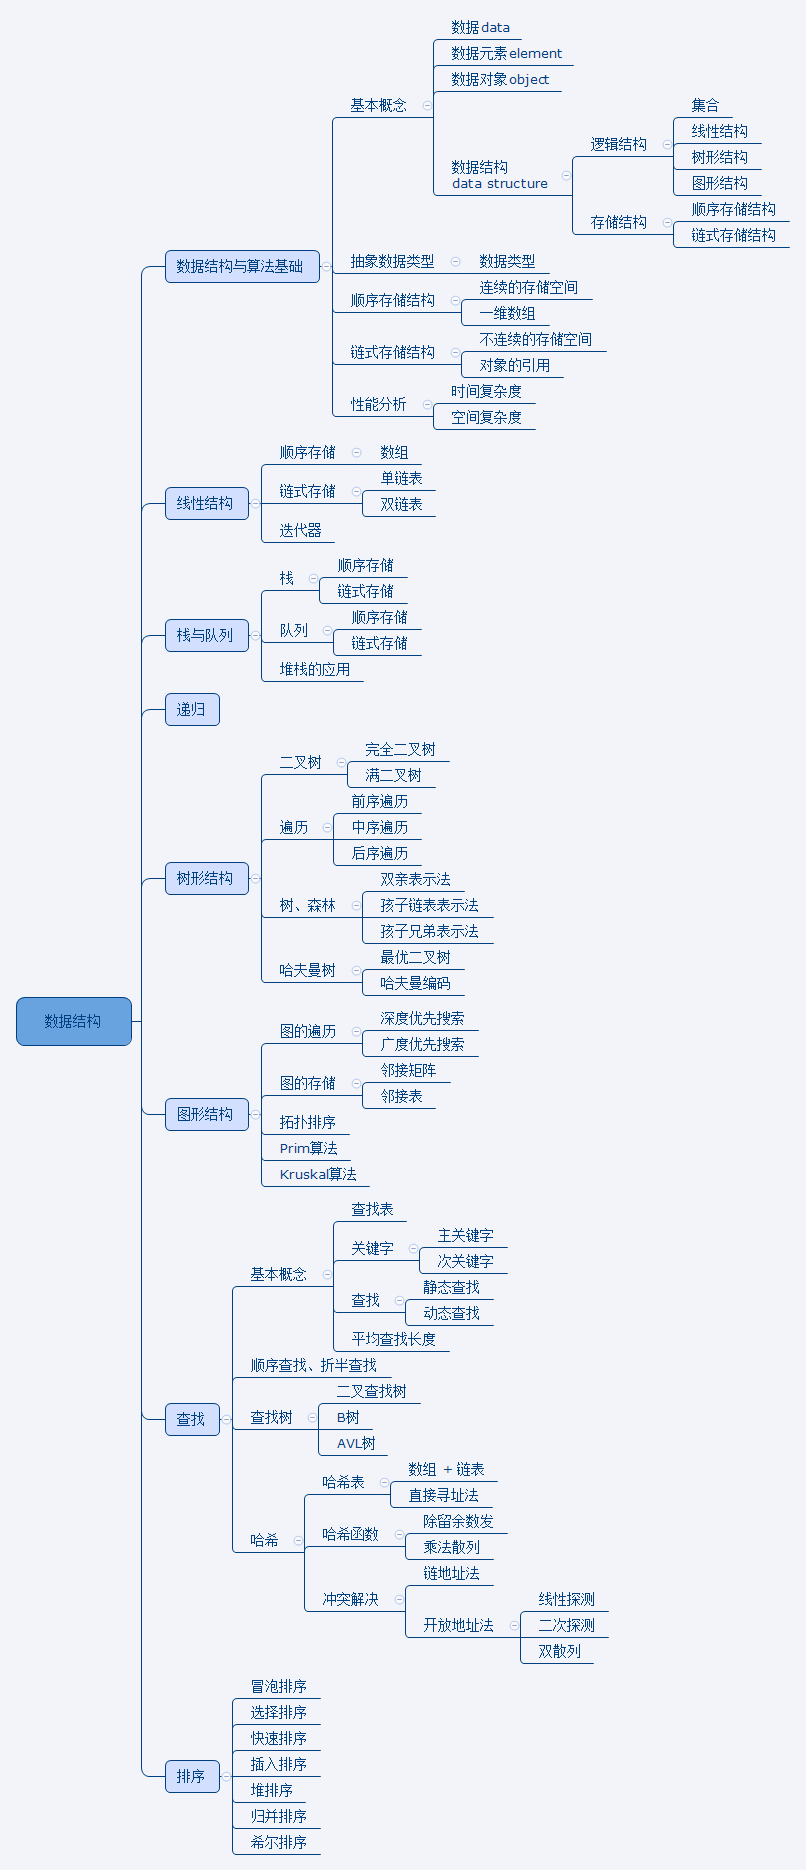 数据data
数据元素element
数据对象object
基本概念
集合
线性结构
逻辑结构
树形结构
数据结构
data structure
图形结构
顺序存储结构
存储结构
链式存储结构
数据结构与算法基础
抽象数据类型
数据类型
连续的存储空间
顺序存储结构
一维数组
不连续的存储空间
链式存储结构
对象的引用
时间复杂度
性能分析
空间复杂度
顺序存储
数组
单链表
链式存储
线性结构
双链表
迭代器
顺序存储
栈
链式存储
顺序存储
队列
栈与队列
链式存储
堆栈的应用
递归
完全二叉树
二叉树
满二叉树
前序遍历
遍历
中序遍历
后序遍历
树形结构
双亲表示法
树、森林
孩子链表表示法
孩子兄弟表示法
最优二叉树
哈夫曼树
哈夫曼编码
数据结构
深度优先搜索
图的遍历
广度优先搜索
邻接矩阵
图的存储
邻接表
图形结构
拓扑排序
Prim算法
Kruskal算法
查找表
主关键字
关键字
次关键字
基本概念
静态查找
查找
动态查找
平均查找长度
顺序查找、折半查找
二叉查找树
查找
查找树
B树
AVL树
数组 + 链表
哈希表
直接寻址法
除留余数发
哈希函数
哈希
乘法散列
链地址法
冲突解决
线性探测
开放地址法
二次探测
双散列
冒泡排序
选择排序
快速排序
插入排序
排序
堆排序
归并排序
希尔排序